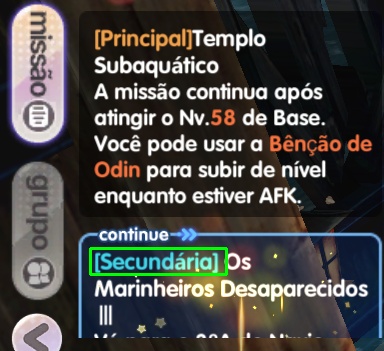 missão
grupo
[Principal]Templo
Subaquático
A missão continua após
atingir o Nv.58 de Base.
Você pode usar a Bênção de
Odin para subir de nível
enquanto estiver AFK.
continue
[Secundária] Os
Marinheiros Desaparecidos
III